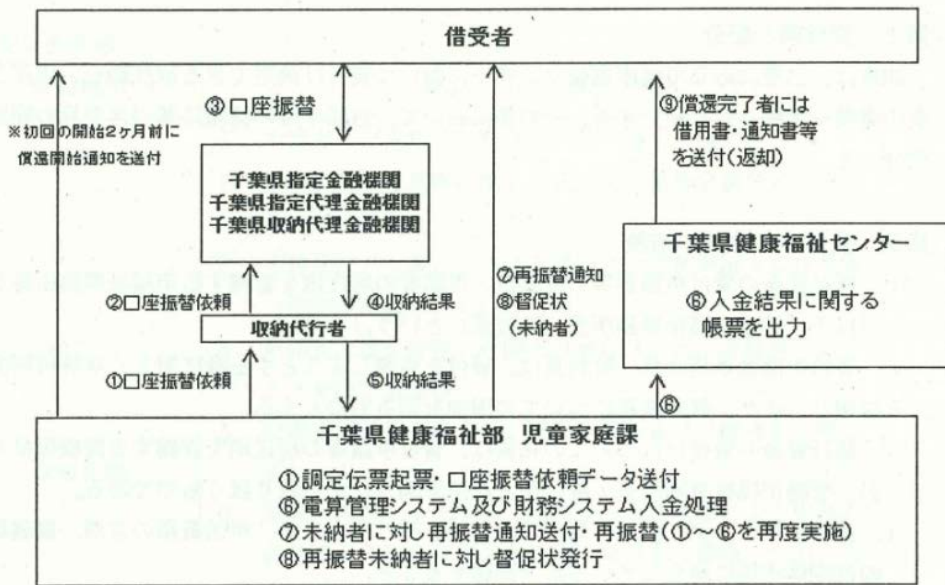 借受者
③口座振替
※初回の開始2ヶ月前に
償還開始通知を送付
⑨償還完了者には
借用書・通知書等
を送付(返却)
千葉県指定金融機関
千葉県指定代理金融機関
千葉県収納代理金融機関
千葉県健康福祉センター
⑥入金結果に関する
帳票を出力
②口座振替依頼
④収納結果
⑦再振替通知
⑧督促状
(未納者)
収納代行者
①口座振替依頼
⑤収納結果
⑥
千葉県健康福祉部 児童家庭課
①調定伝票起票・口座振替依頼データ送付
⑥電算管理システム及び財務システム入金処理
⑦未納者に対し再振替通知送付・再振替(①～⑥を再度実施)
⑧再振替未納者に対し督促状発行